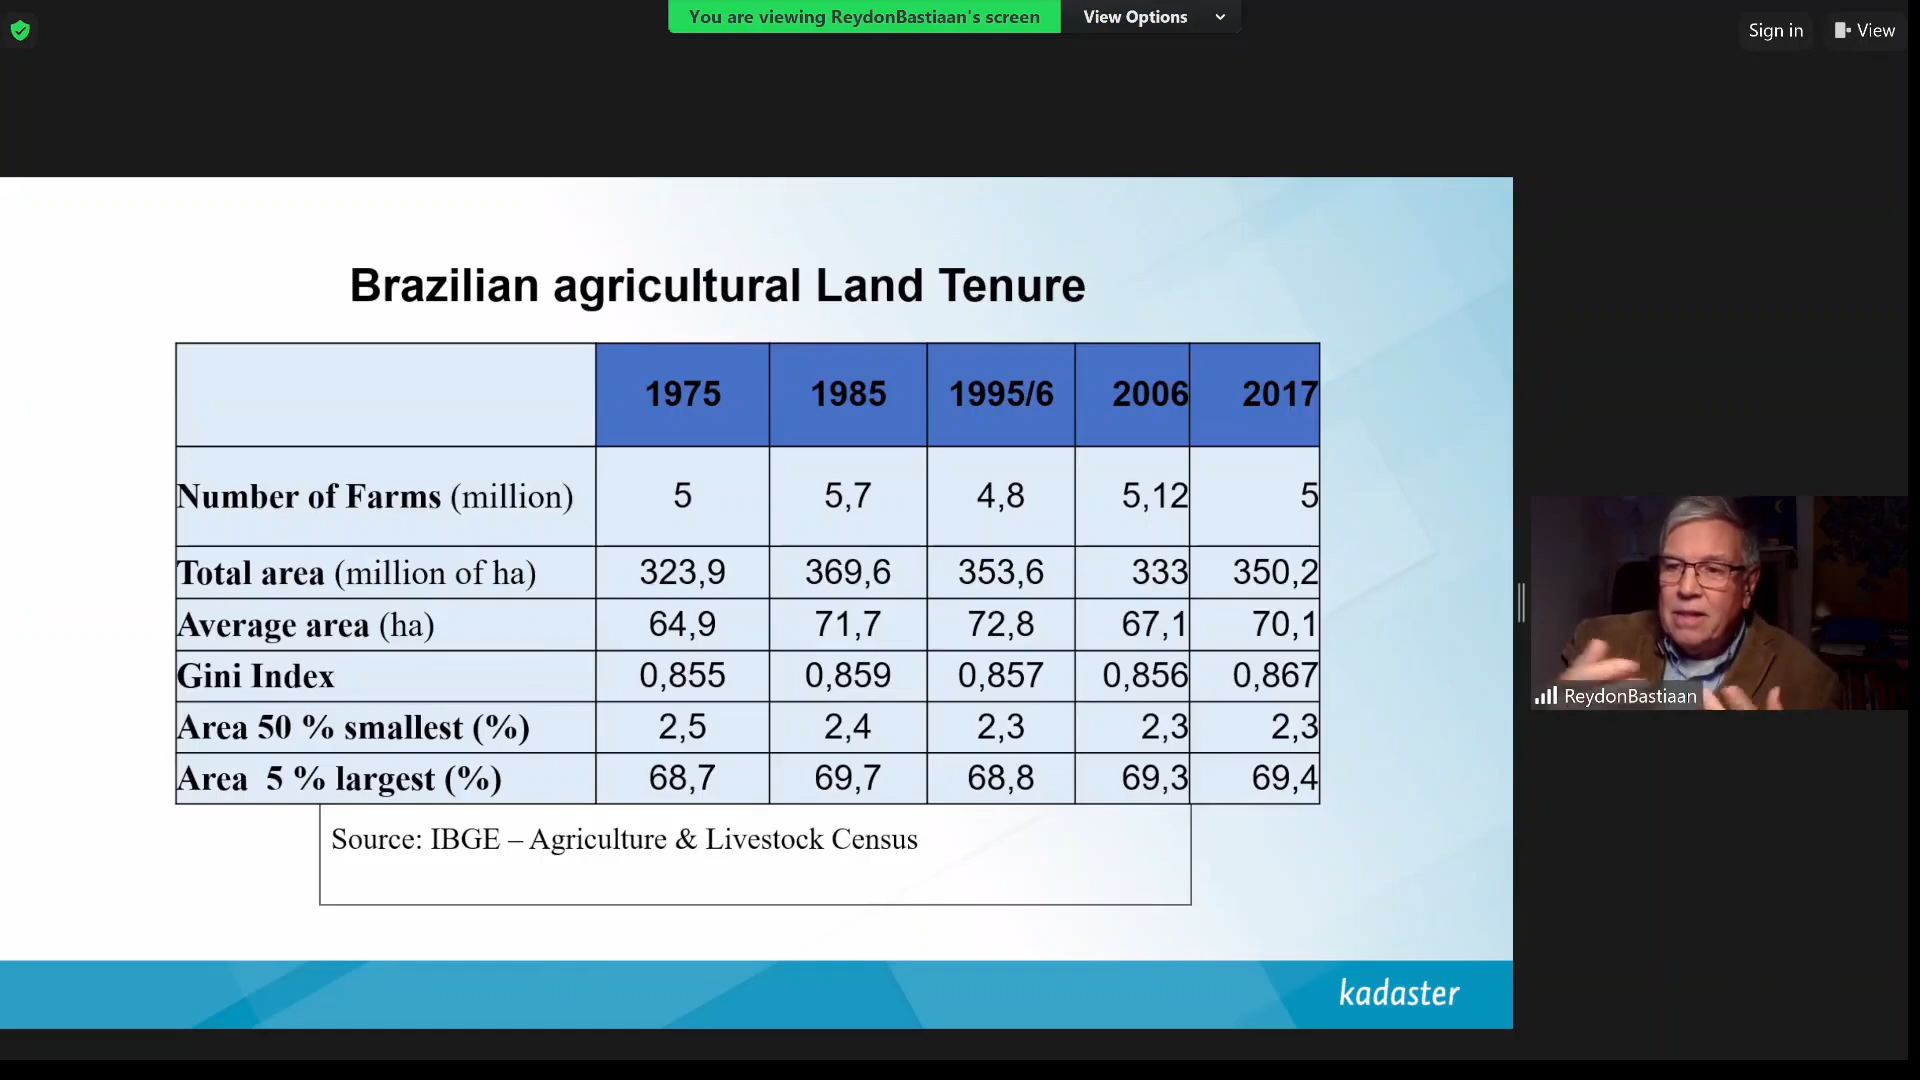 You are viewing ReydonBastiaan's screen View Options
Sign in View
Brazilian agricultural Land Tenure
1975 1985 1995/6 2006 2017
Number of Farms (million) 5 5,7 4,8 5,12 5
Total area (million of ha) 323,9 369,6 353,6 333 350,2
Average area (ha) 64,9 71,7 72,8 67,1 70,1
Gini Index 0,855 0,859 0,857 0,856 0,867
Area 50 % smallest (%) 2,5 2,4 2,3 2,3 2,3
Area 5 % largest (%) 68,7 69,7 68,8 69,3 69,4
Source: IBGE – Agriculture & Livestock Census
kadaster
ReydonBastiaan